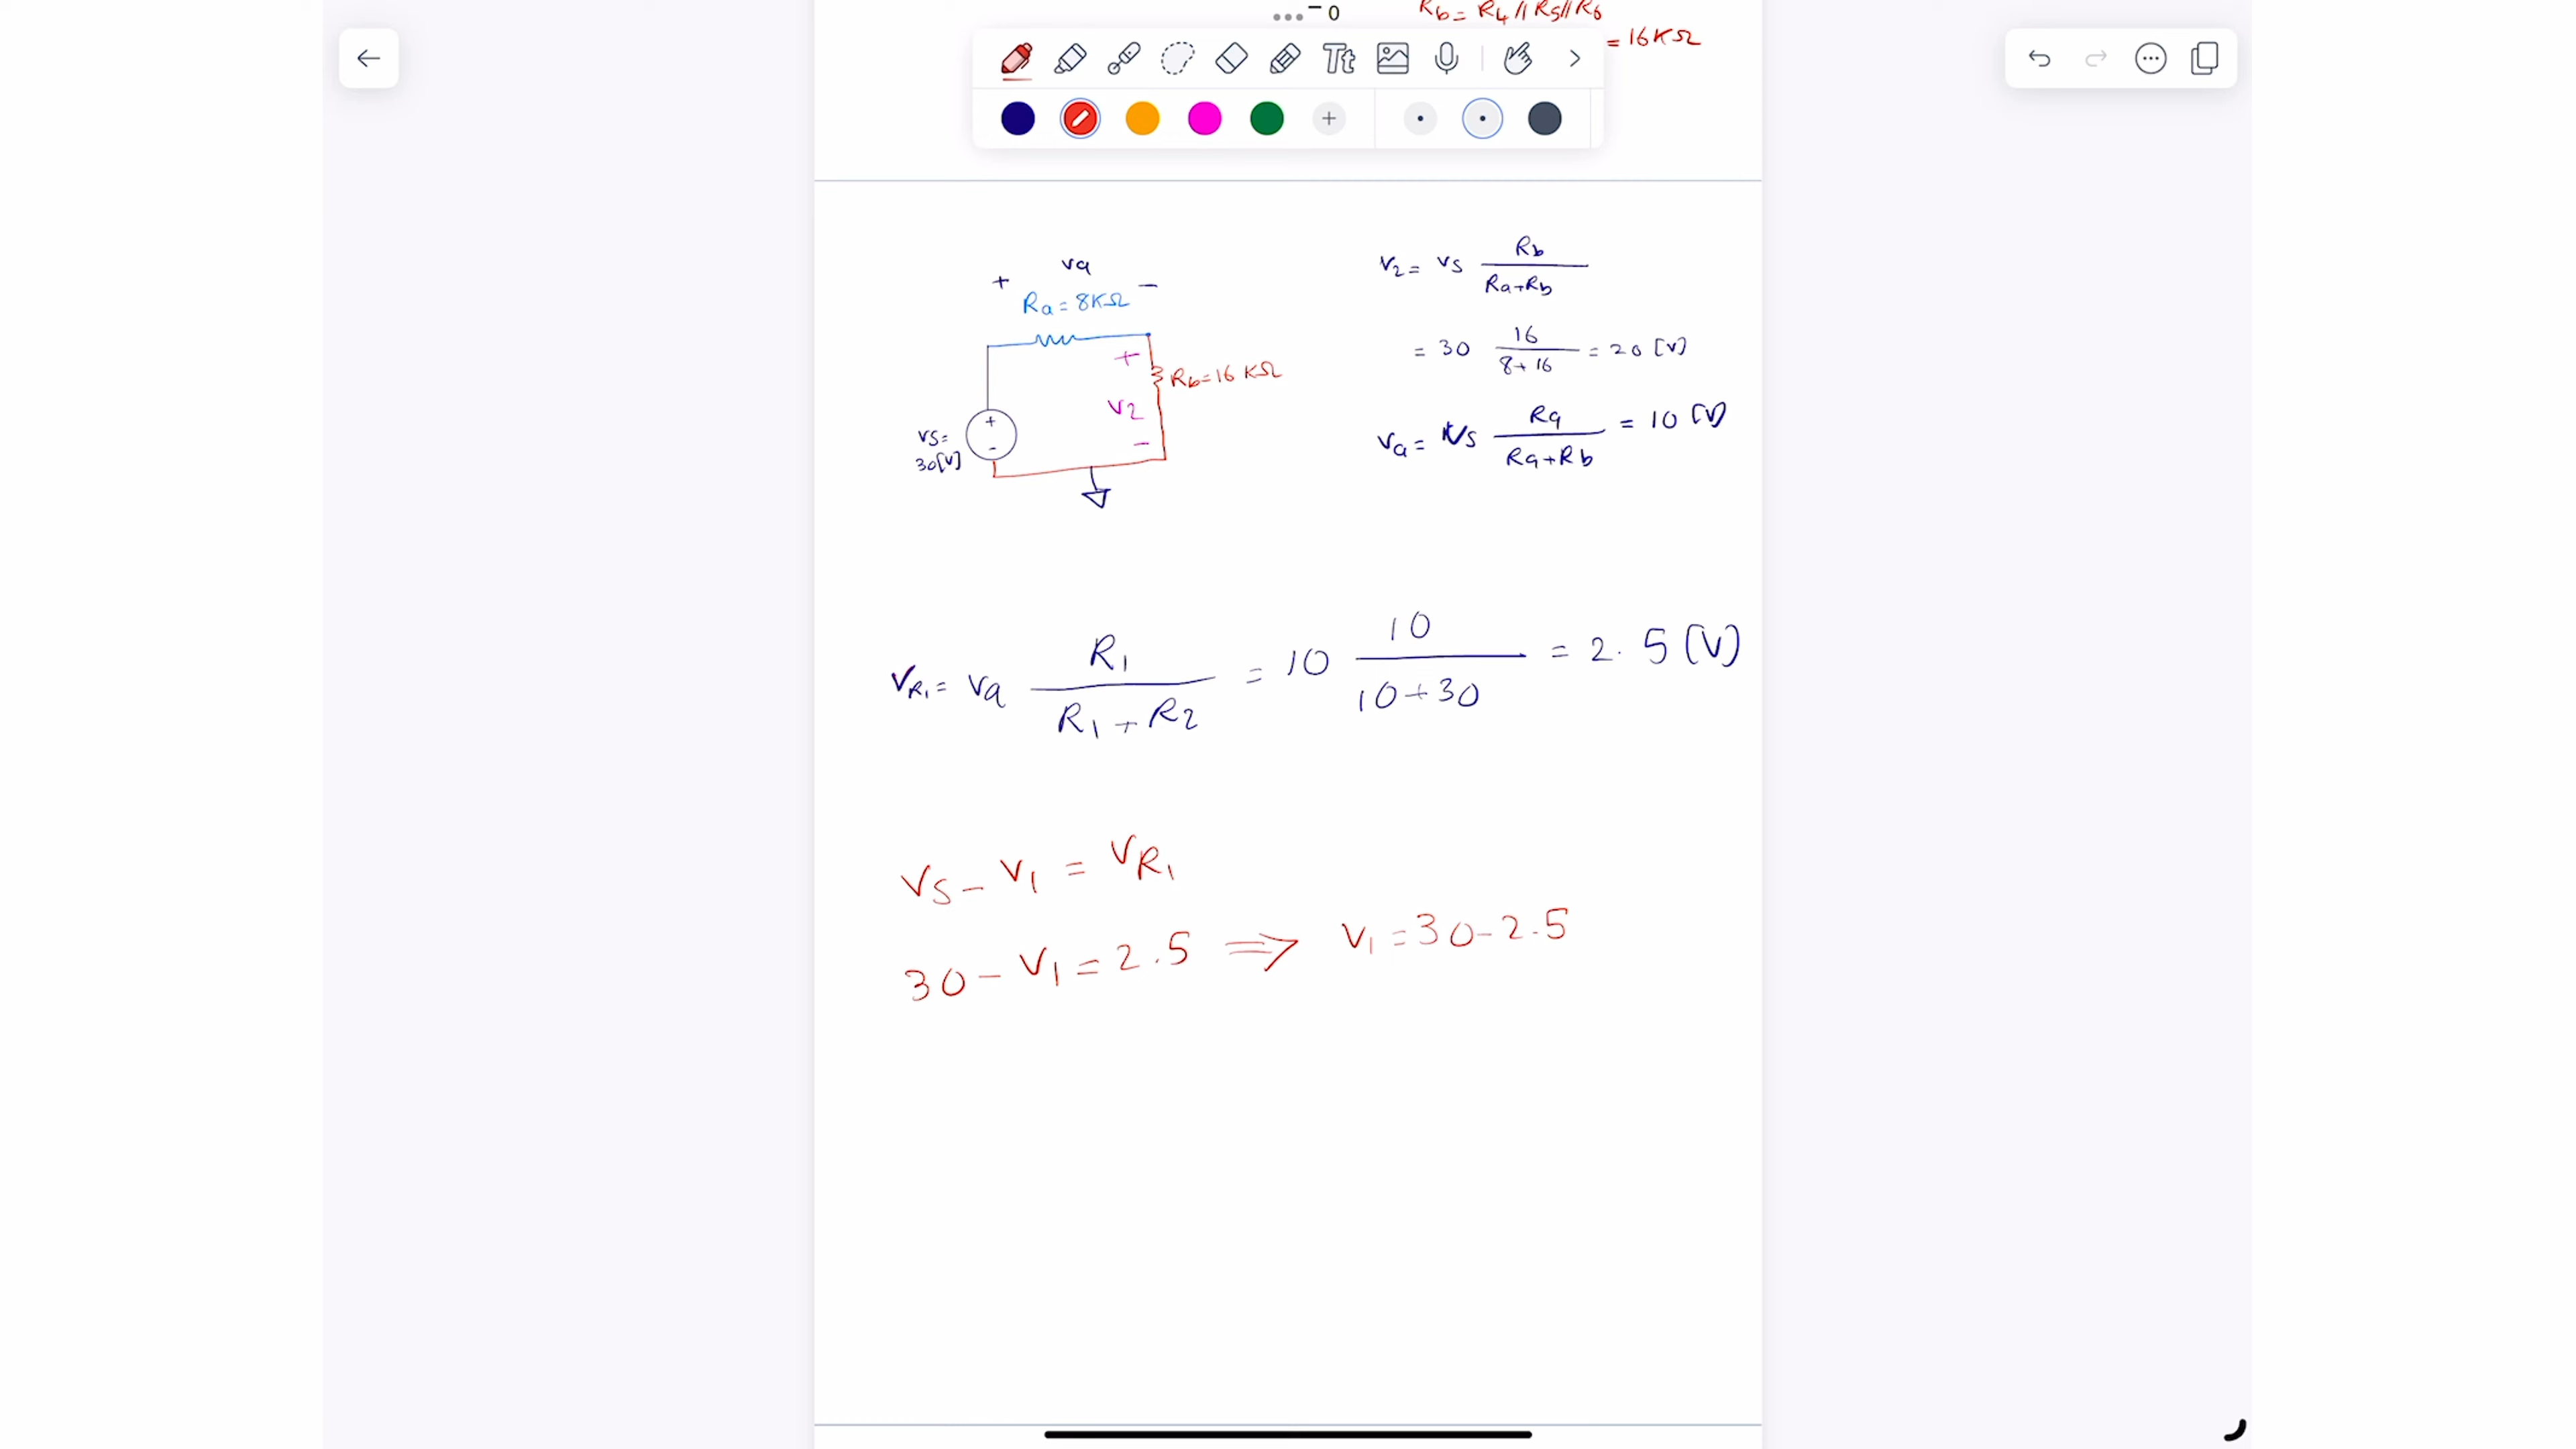 - 0
Rb = R4 // R5 // R6
= 16KΩ
Tt
va
+ -
Ra = 8KΩ
+
Rb = 16 KΩ
V2
-
+
-
vs =
30[V]
V2 = vs Rb / Ra+Rb
= 30 16 / 8+16 = 20 [V]
Va = Vs Ra / Ra+Rb = 10 [V]
VR1 = va R1 / R1 + R2 = 10 10 / 10+30 = 2.5 [V]
VS - V1 = VR1
30 - V1 = 2.5 ⇒ V1 = 30 - 2.5